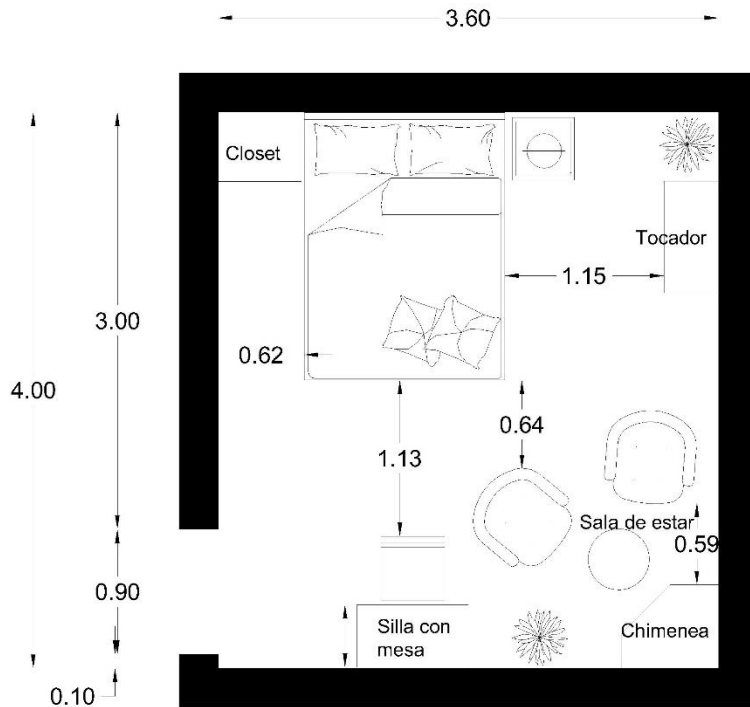 3.60
Closet
Tocador
1.15
3.00
0.62
4.00
0.64
1.13
Sala de estar
0.59
0.90
Silla con
mesa
Chimenea
0.10